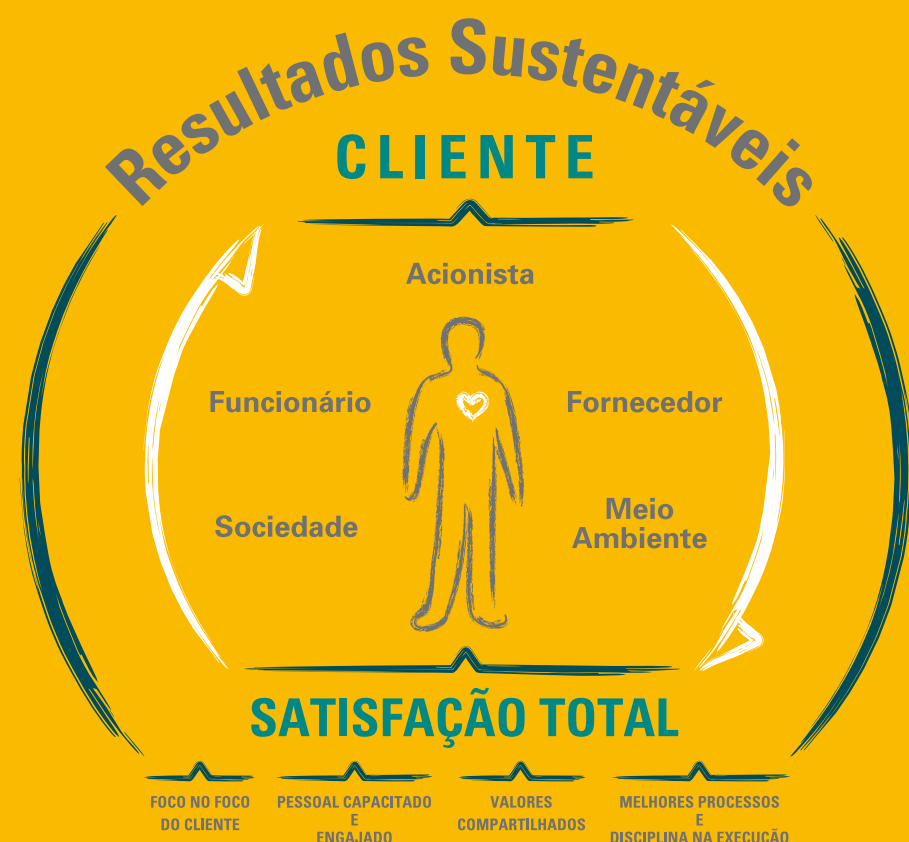 Resultados Sustentáveis
CLIENTE
Acionista
Funcionário
Fornecedor
Sociedade
Meio
Ambiente
SATISFAÇÃO TOTAL
FOCO NO FOCO
DO CLIENTE
PESSOAL CAPACITADO
E
ENGAJADO
VALORES
COMPARTILHADOS
MELHORES PROCESSOS
E
DISCIPLINA NA EXECUÇÃO